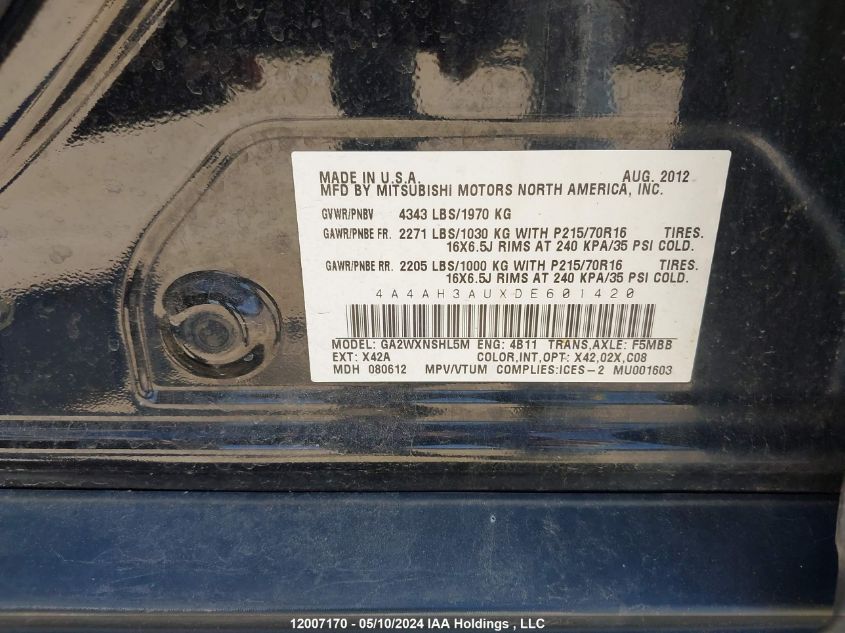 MADE IN U.S.A. AUG. 2012
MFD BY MITSUBISHI MOTORS NORTH AMERICA, INC.
GVWR/PNBV 4343 LBS/1970 KG
GAWR/PNBE FR. 2271 LBS/1030 KG WITH P215/70R16 TIRES.
16X6.5J RIMS AT 240 KPA/35 PSI COLD.
GAWR/PNBE RR. 2205 LBS/1000 KG WITH P215/70R16 TIRES.
16X6.5J RIMS AT 240 KPA/35 PSI COLD.
4A4AH3AUXDE601420
MODEL: GA2WXNSHL5M ENG: 4B11 TRANS,AXLE: F5MBB
EXT: X42A COLOR,INT,OPT: X42,02X,C08
MDH 080612 MPV/VTUM COMPLIES:ICES-2 MU001603
12007170 - 05/10/2024 IAA Holdings , LLC